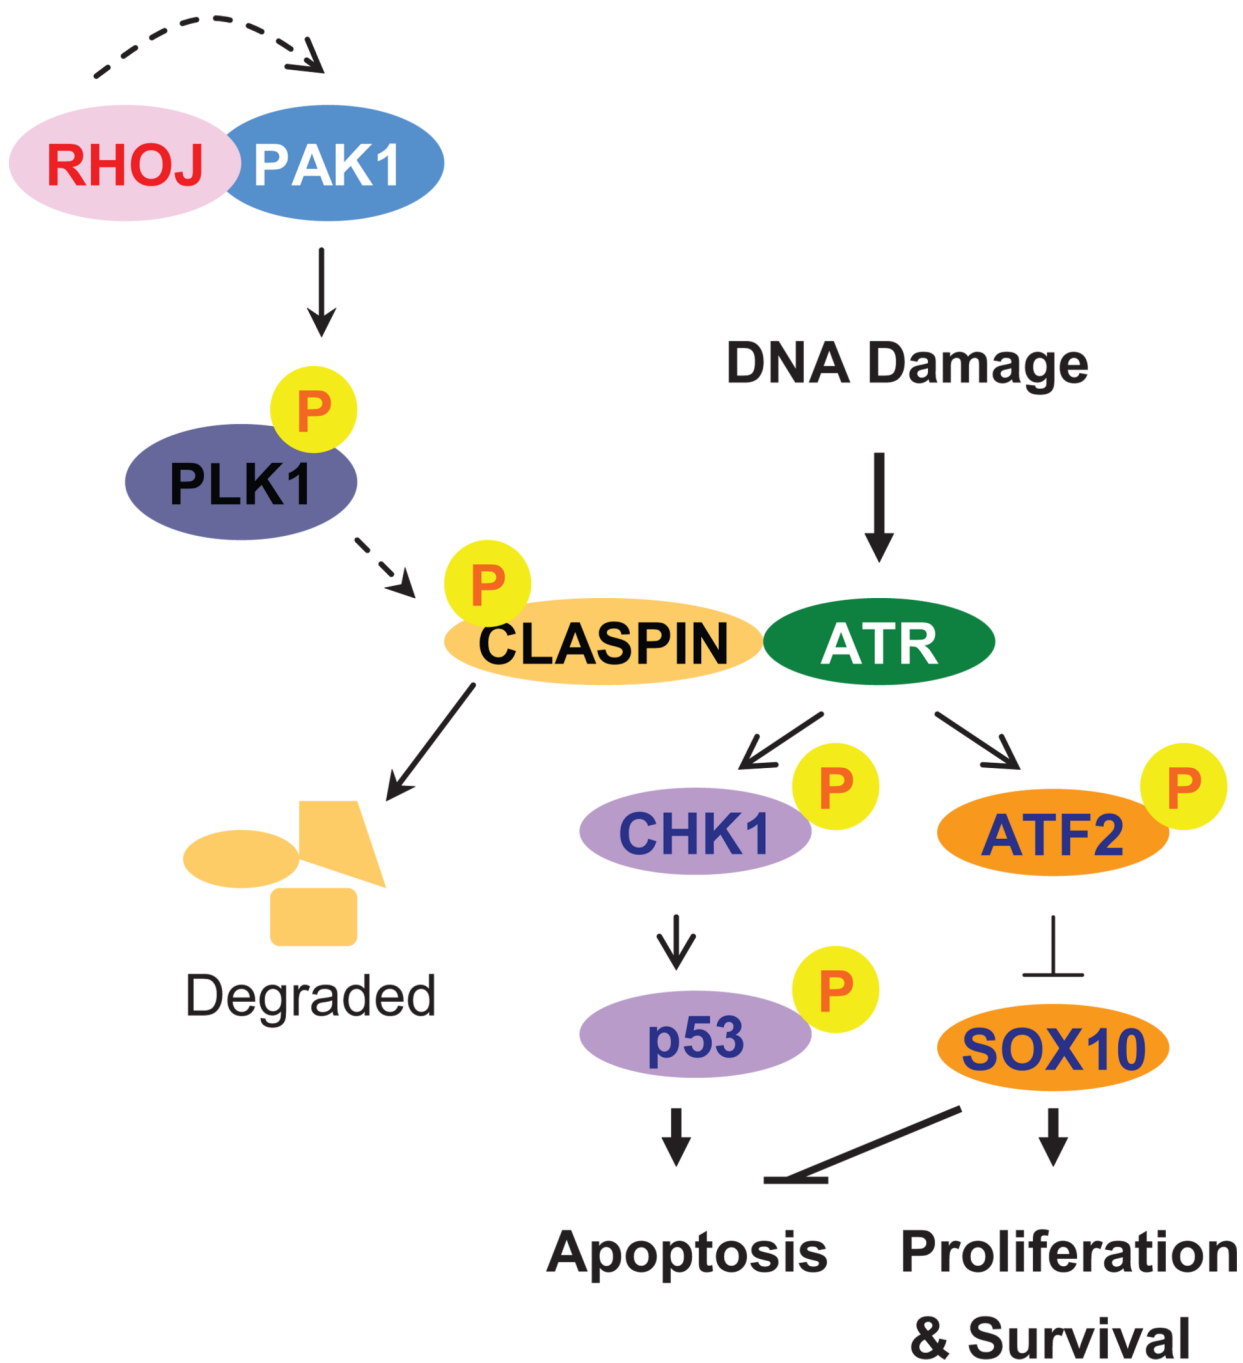 RHOJ PAK1
DNA Damage
P
PLK1
P
CLASPIN ATR
P P
CHK1 ATF2
P
Degraded
p53 SOX10
Apoptosis Proliferation
& Survival